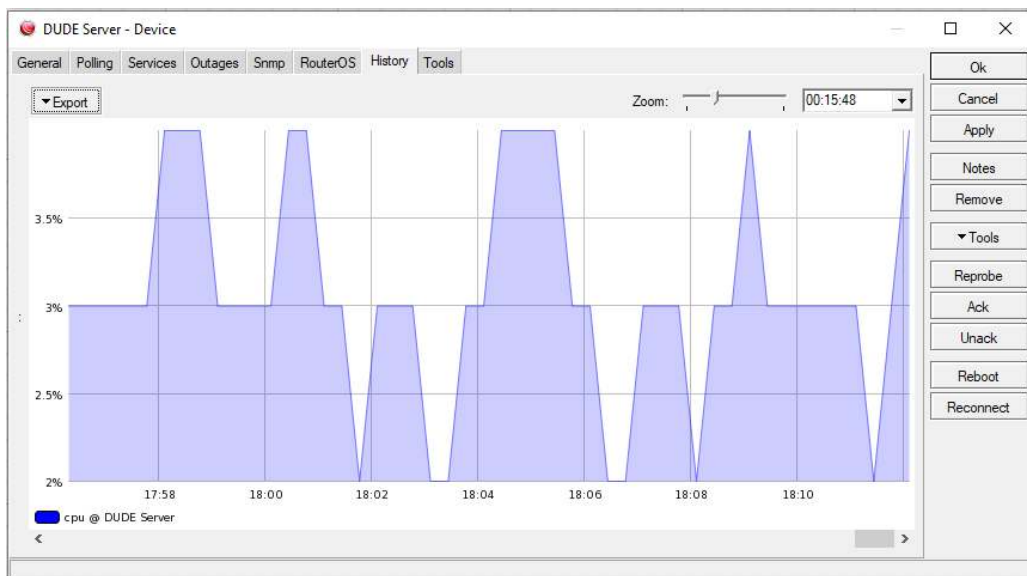 DUDE Server - Device
General Polling Services Outages Snmp RouterOS History Tools
Export
Zoom:
00:15:48
3.5%
3%
2.5%
2%
17:58 18:00 18:02 18:04 18:06 18:08 18:10
cpu @ DUDE Server
Ok
Cancel
Apply
Notes
Remove
Tools
Reprobe
Ack
Unack
Reboot
Reconnect